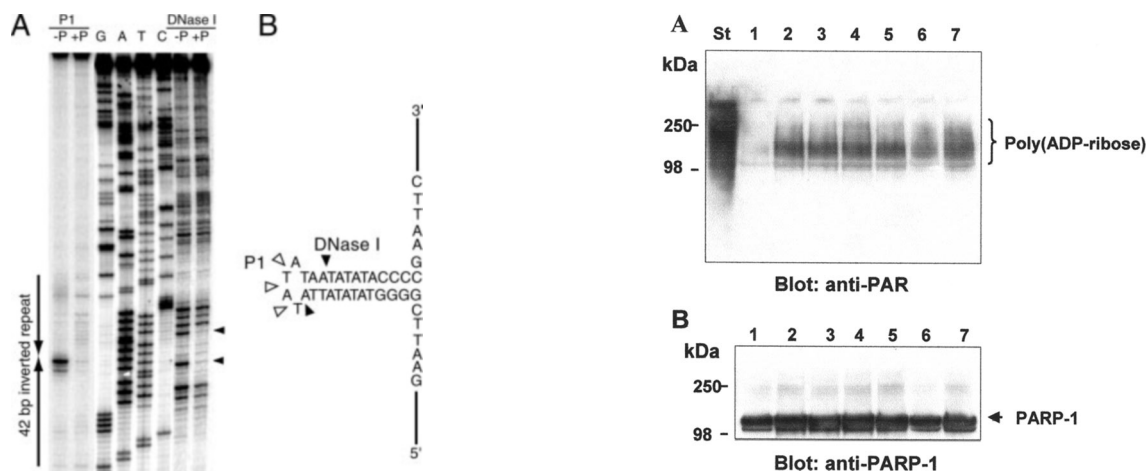 A
P1
-P +P
G A T C
DNase I
-P +P
42 bp inverted repeat
B
3'
C
T
T
A
A
G
DNase I
P1
A
T TAATATATACCCC C
A ATTATATATGGGG G
T
C
T
T
A
A
G
5'
A
St 1 2 3 4 5 6 7
kDa
250
98
Poly(ADP-ribose)
Blot: anti-PAR
B
1 2 3 4 5 6 7
kDa
250
98
PARP-1
Blot: anti-PARP-1